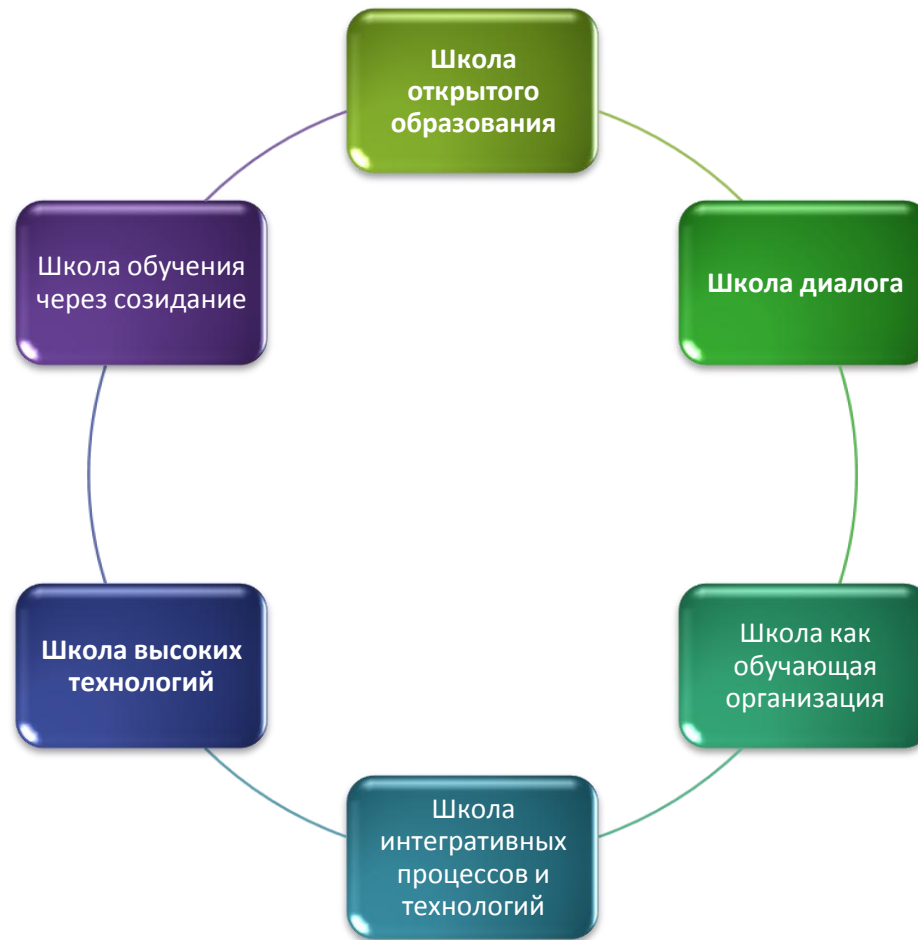 Школа
открытого
образования
Школа диалога
Школа как
обучающая
организация
Школа
интегративных
процессов и
технологий
Школа высоких
технологий
Школа обучения
через созидание